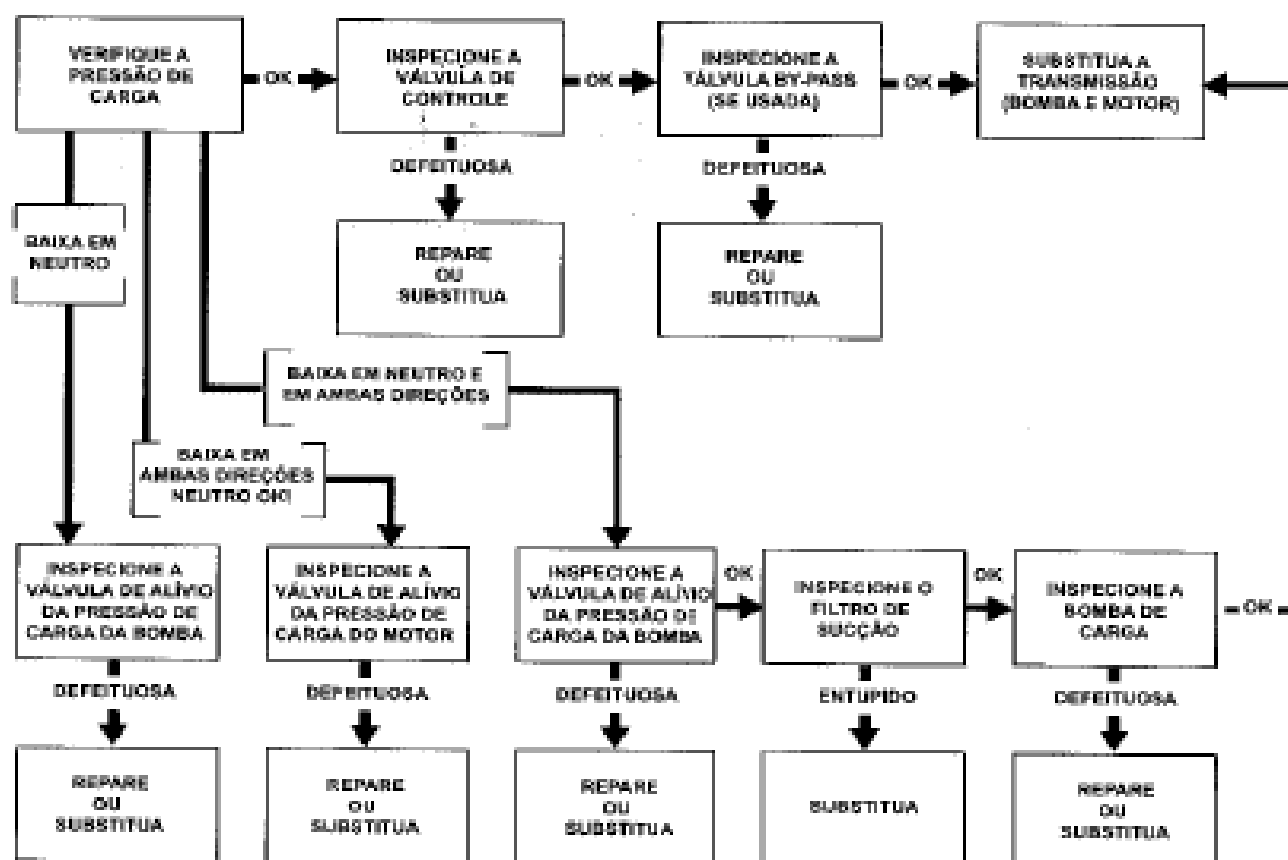 VERIFIQUE A
PRESSÃO DE
CARGA
OK
INSPECIONE A
VÁLVULA DE
CONTROLE
OK
INSPECIONE A
TÁLVULA BY-PASS
(SE USADA)
OK
SUBSTITUA A
TRANSMISSÃO
(BOMBA E MOTOR)
DEFEITUOSA
DEFEITUOSA
REPARE
OU
SUBSTITUA
REPARE
OU
SUBSTITUA
BAIXA EM
NEUTRO
BAIXA EM NEUTRO E
EM AMBAS DIREÇÕES
BAIXA EM
AMBAS DIREÇÕES
NEUTRO OK!
INSPECIONE A
VÁLVULA DE ALÍVIO
DA PRESSÃO DE
CARGA DA BOMBA
INSPECIONE A
VÁLVULA DE ALÍVIO
DA PRESSÃO DE
CARGA DO MOTOR
INSPECIONE A
VÁLVULA DE ALÍVIO
DA PRESSÃO DE
CARGA DA BOMBA
OK
INSPECIONE O
FILTRO DE
SUCÇÃO
OK
INSPECIONE A
BOMBA DE
CARGA
OK
DEFEITUOSA
DEFEITUOSA
DEFEITUOSA
ENTUPIDO
DEFEITUOSA
REPARE
OU
SUBSTITUA
REPARE
OU
SUBSTITUA
REPARE
OU
SUBSTITUA
SUBSTITUA
REPARE
OU
SUBSTITUA